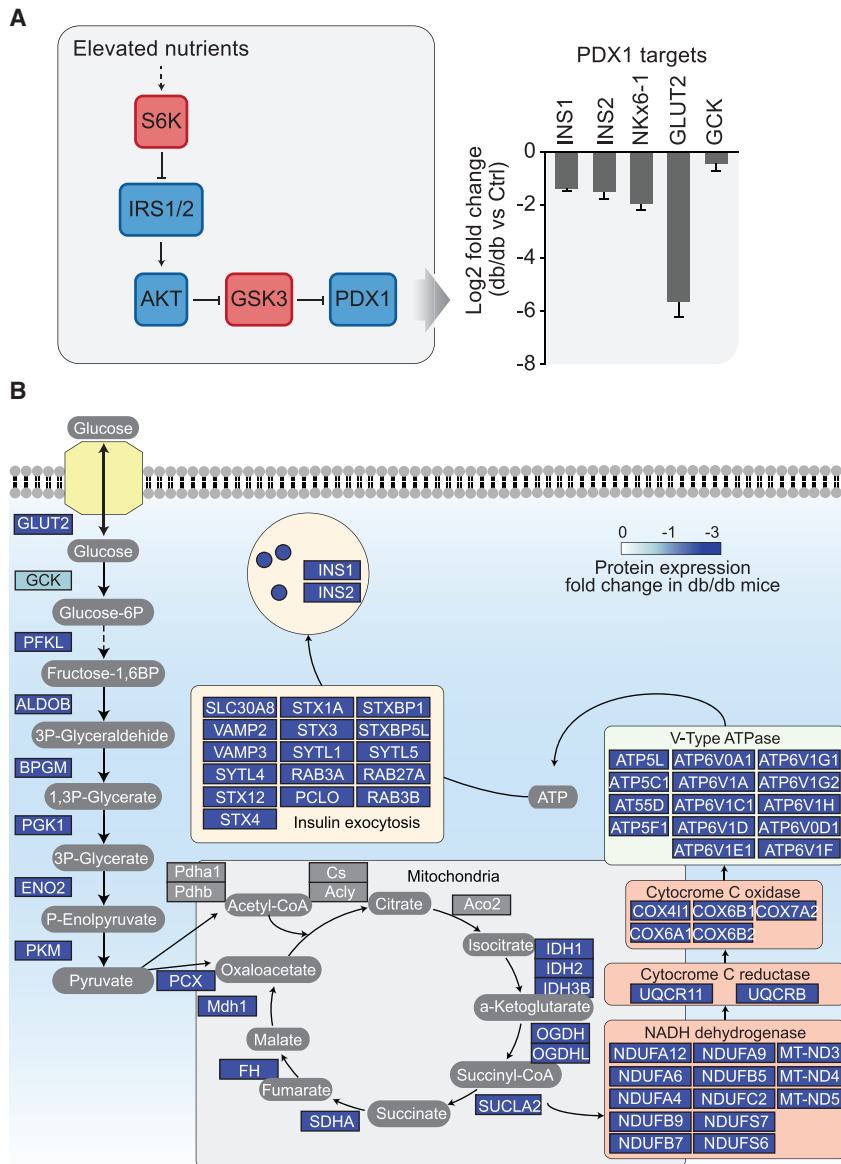 A
Elevated nutrients
S6K
IRS1/2
AKT
GSK3
PDX1
PDX1 targets
INS1
INS2
NKx6-1
GLUT2
GCK
Log2 fold change
(db/db vs Ctrl)
0
-2
-4
-6
-8
B
Glucose
GLUT2
Glucose
GCK
Glucose-6P
PFKL
Fructose-1,6BP
ALDOB
3P-Glyceraldehide
BPGM
1,3P-Glycerate
PGK1
3P-Glycerate
ENO2
P-Enolpyruvate
PKM
Pyruvate
INS1
INS2
0 -1 -3
Protein expression
fold change in db/db mice
SLC30A8 STX1A STXBP1
VAMP2 STX3 STXBP5L
VAMP3 SYTL1 SYTL5
SYTL4 RAB3A RAB27A
STX12 PCLO RAB3B
STX4 Insulin exocytosis
ATP
V-Type ATPase
ATP5L ATP6V0A1 ATP6V1G1
ATP5C1 ATP6V1A ATP6V1G2
AT55D ATP6V1C1 ATP6V1H
ATP5F1 ATP6V1D ATP6V0D1
ATP6V1E1 ATP6V1F
Mitochondria
Pdha1
Pdhb
Acetyl-CoA
Cs
Acly
Citrate
Aco2
Isocitrate
IDH1
IDH2
IDH3B
a-Ketoglutarate
OGDH
OGDHL
Succinyl-CoA
SUCLA2
Succinate
SDHA
Fumarate
FH
Malate
Mdh1
Oxaloacetate
PCX
Cytocrome C oxidase
COX4I1 COX6B1 COX7A2
COX6A1 COX6B2
Cytocrome C reductase
UQCR11 UQCRB
NADH dehydrogenase
NDUFA12 NDUFA9 MT-ND3
NDUFA6 NDUFB5 MT-ND4
NDUFA4 NDUFC2 MT-ND5
NDUFB9 NDUFS7
NDUFB7 NDUFS6